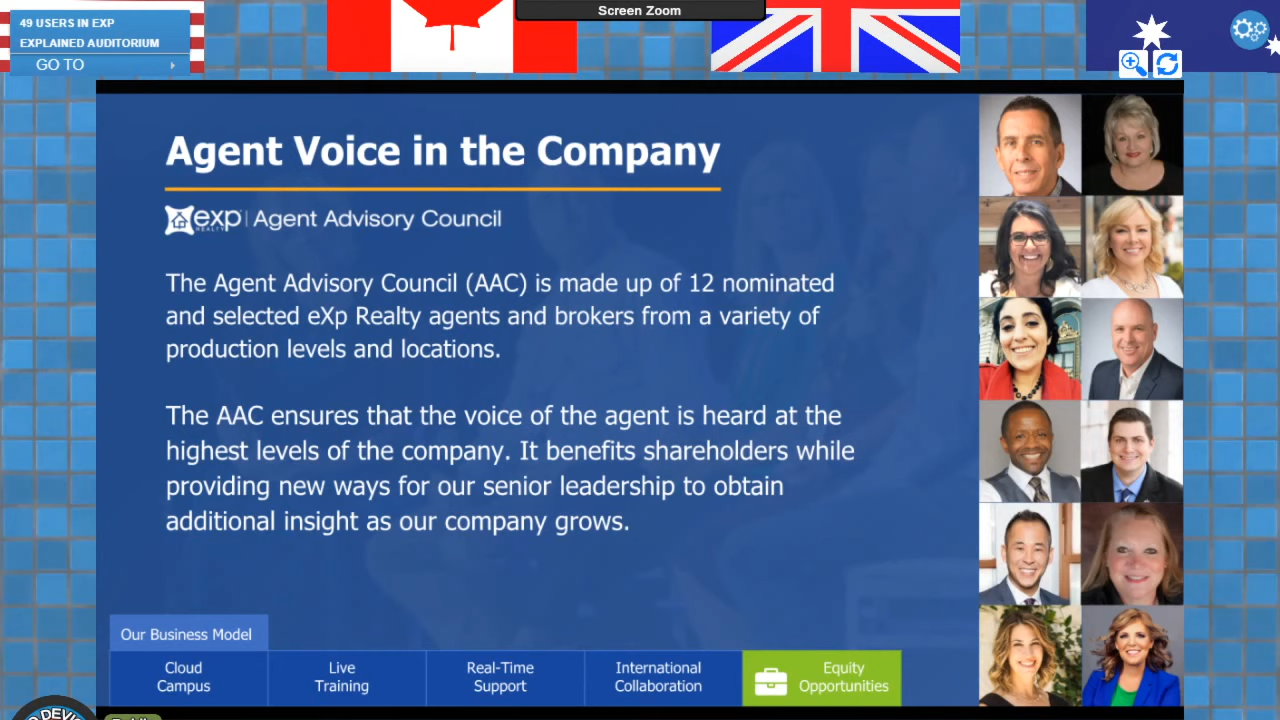 Screen Zoom
49 USERS IN EXP
EXPLAINED AUDITORIUM
GO TO
Agent Voice in the Company
exp REALTY | Agent Advisory Council
The Agent Advisory Council (AAC) is made up of 12 nominated
and selected eXp Realty agents and brokers from a variety of
production levels and locations.
The AAC ensures that the voice of the agent is heard at the
highest levels of the company. It benefits shareholders while
providing new ways for our senior leadership to obtain
additional insight as our company grows.
Our Business Model
Cloud
Campus
Live
Training
Real-Time
Support
International
Collaboration
Equity
Opportunities